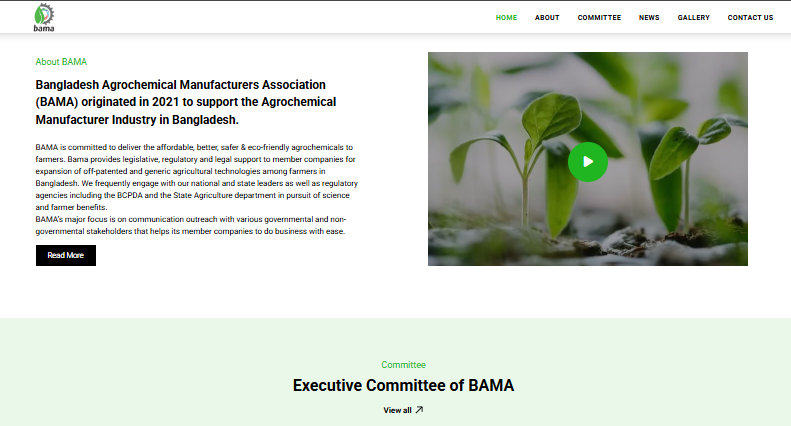 bama
HOME ABOUT COMMITTEE NEWS GALLERY CONTACT US
About BAMA
Bangladesh Agrochemical Manufacturers Association
(BAMA) originated in 2021 to support the Agrochemical
Manufacturer Industry in Bangladesh.
BAMA is committed to deliver the affordable, better, safer & eco-friendly agrochemicals to
farmers. Bama provides legislative, regulatory and legal support to member companies for
expansion of off-patented and generic agricultural technologies among farmers in
Bangladesh. We frequently engage with our national and state leaders as well as regulatory
agencies including the BCPDA and the State Agriculture department in pursuit of science
and farmer benefits.
BAMA's major focus is on communication outreach with various governmental and non-
governmental stakeholders that helps its member companies to do business with ease.
Read More
Committee
Executive Committee of BAMA
View all